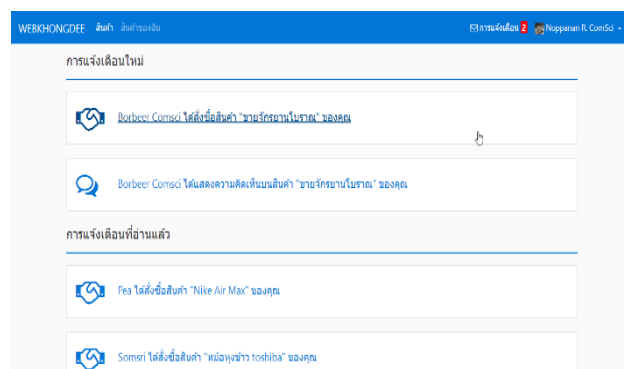 WEBKHONGDEE สินค้า สินค้าของฉัน การแจ้งเตือน 2 Noppanan R. ComSci
การแจ้งเตือนใหม่
Borbeer Comsci ได้สั่งซื้อสินค้า "ขายจักรยานโบราณ" ของคุณ
Borbeer Comsci ได้แสดงความคิดเห็นบนสินค้า "ขายจักรยานโบราณ" ของคุณ
การแจ้งเตือนที่อ่านแล้ว
Pea ได้สั่งซื้อสินค้า "Nike Air Max" ของคุณ
Somsri ได้สั่งซื้อสินค้า "หม้อหุงข้าว toshiba" ของคุณ